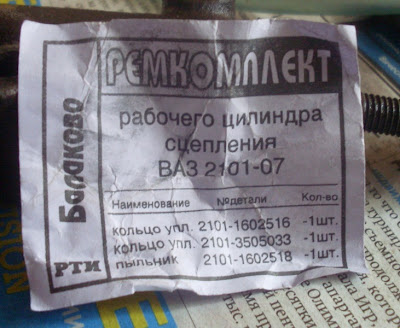 РЕМКОМПЛЕКТ
рабочего цилиндра
сцепления
ВАЗ 2101-07
Наименование №детали Кол-во
кольцо упл. 2101-1602516 -1шт.
кольцо упл. 2101-3505033 -1шт.
пыльник 2101-1602518 -1шт.
Балаково
РТИ